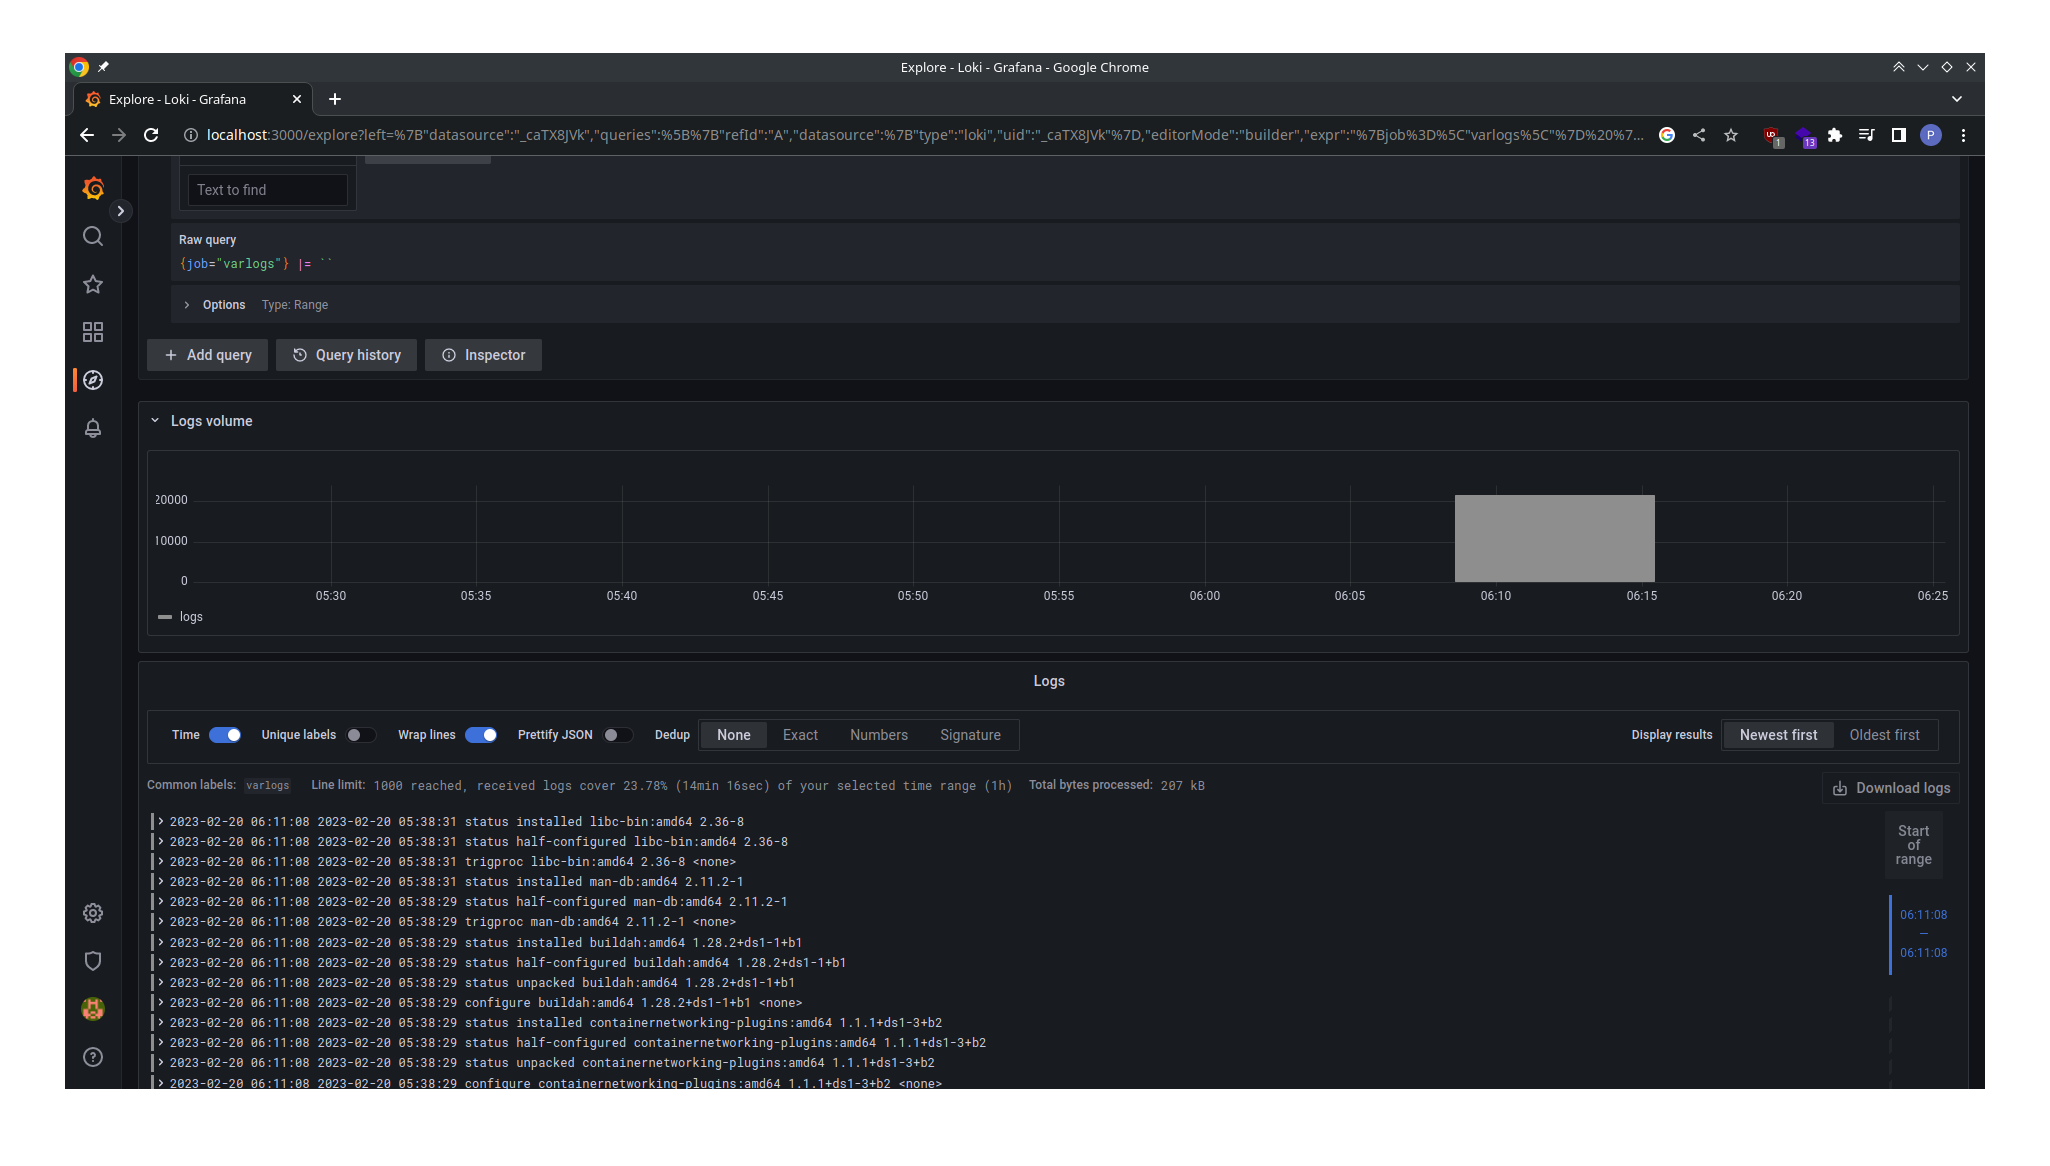 Explore - Loki - Grafana - Google Chrome
Explore - Loki - Grafana
localhost:3000/explore?left=%7B"datasource":"_caTX8JVk","queries":%5B%7B"refId":"A","datasource":%7B"type":"loki","uid":"_caTX8JVk"%7D,"editorMode":"builder","expr":"%7Bjob%3D%5C"varlogs%5C"%7D%20%7...
1
13
P
Text to find
Raw query
{job="varlogs"} |= ``
Options Type: Range
Add query Query history Inspector
Logs volume
20000
10000
0
05:30 05:35 05:40 05:45 05:50 05:55 06:00 06:05 06:10 06:15 06:20 06:25
logs
Logs
Time Unique labels Wrap lines Prettify JSON Dedup None Exact Numbers Signature Display results Newest first Oldest first
Common labels: varlogs Line limit: 1000 reached, received logs cover 23.78% (14min 16sec) of your selected time range (1h) Total bytes processed: 207 kB Download logs
2023-02-20 06:11:08 2023-02-20 05:38:31 status installed libc-bin:amd64 2.36-8
2023-02-20 06:11:08 2023-02-20 05:38:31 status half-configured libc-bin:amd64 2.36-8
2023-02-20 06:11:08 2023-02-20 05:38:31 trigproc libc-bin:amd64 2.36-8 <none>
2023-02-20 06:11:08 2023-02-20 05:38:31 status installed man-db:amd64 2.11.2-1
2023-02-20 06:11:08 2023-02-20 05:38:29 status half-configured man-db:amd64 2.11.2-1
2023-02-20 06:11:08 2023-02-20 05:38:29 trigproc man-db:amd64 2.11.2-1 <none>
2023-02-20 06:11:08 2023-02-20 05:38:29 status installed buildah:amd64 1.28.2+ds1-1+b1
2023-02-20 06:11:08 2023-02-20 05:38:29 status half-configured buildah:amd64 1.28.2+ds1-1+b1
2023-02-20 06:11:08 2023-02-20 05:38:29 status unpacked buildah:amd64 1.28.2+ds1-1+b1
2023-02-20 06:11:08 2023-02-20 05:38:29 configure buildah:amd64 1.28.2+ds1-1+b1 <none>
2023-02-20 06:11:08 2023-02-20 05:38:29 status installed containernetworking-plugins:amd64 1.1.1+ds1-3+b2
2023-02-20 06:11:08 2023-02-20 05:38:29 status half-configured containernetworking-plugins:amd64 1.1.1+ds1-3+b2
2023-02-20 06:11:08 2023-02-20 05:38:29 status unpacked containernetworking-plugins:amd64 1.1.1+ds1-3+b2
2023-02-20 06:11:08 2023-02-20 05:38:29 configure containernetworking-plugins:amd64 1.1.1+ds1-3+b2 <none>
Start
of
range
06:11:08
—
06:11:08